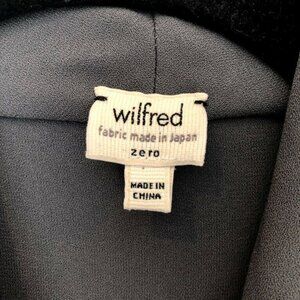 wilfred
fabric made in Japan
zero
MADE IN
CHINA